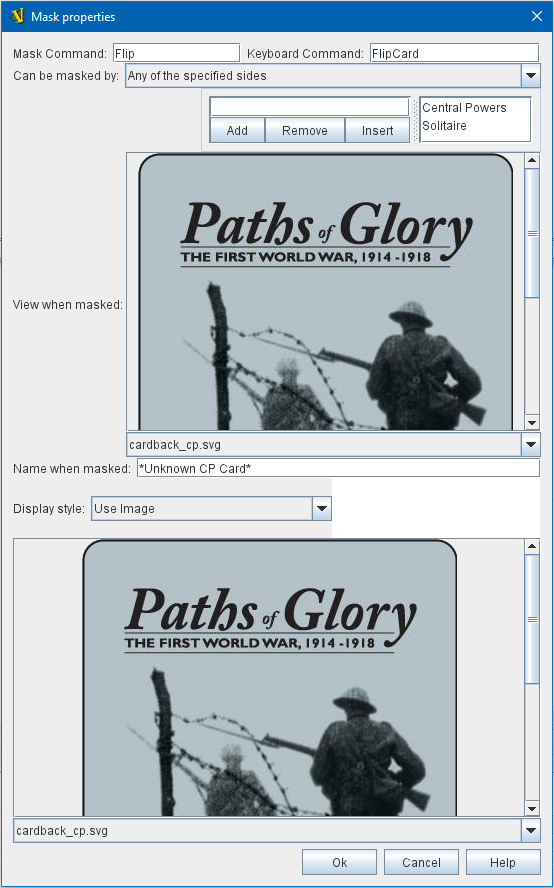 Mask properties
Mask Command: Flip Keyboard Command: FlipCard
Can be masked by: Any of the specified sides
Central Powers
Solitaire
Add Remove Insert
Paths of Glory
THE FIRST WORLD WAR, 1914-1918
View when masked:
cardback_cp.svg
Name when masked: *Unknown CP Card*
Display style: Use Image
Paths of Glory
THE FIRST WORLD WAR, 1914-1918
cardback_cp.svg
Ok Cancel Help